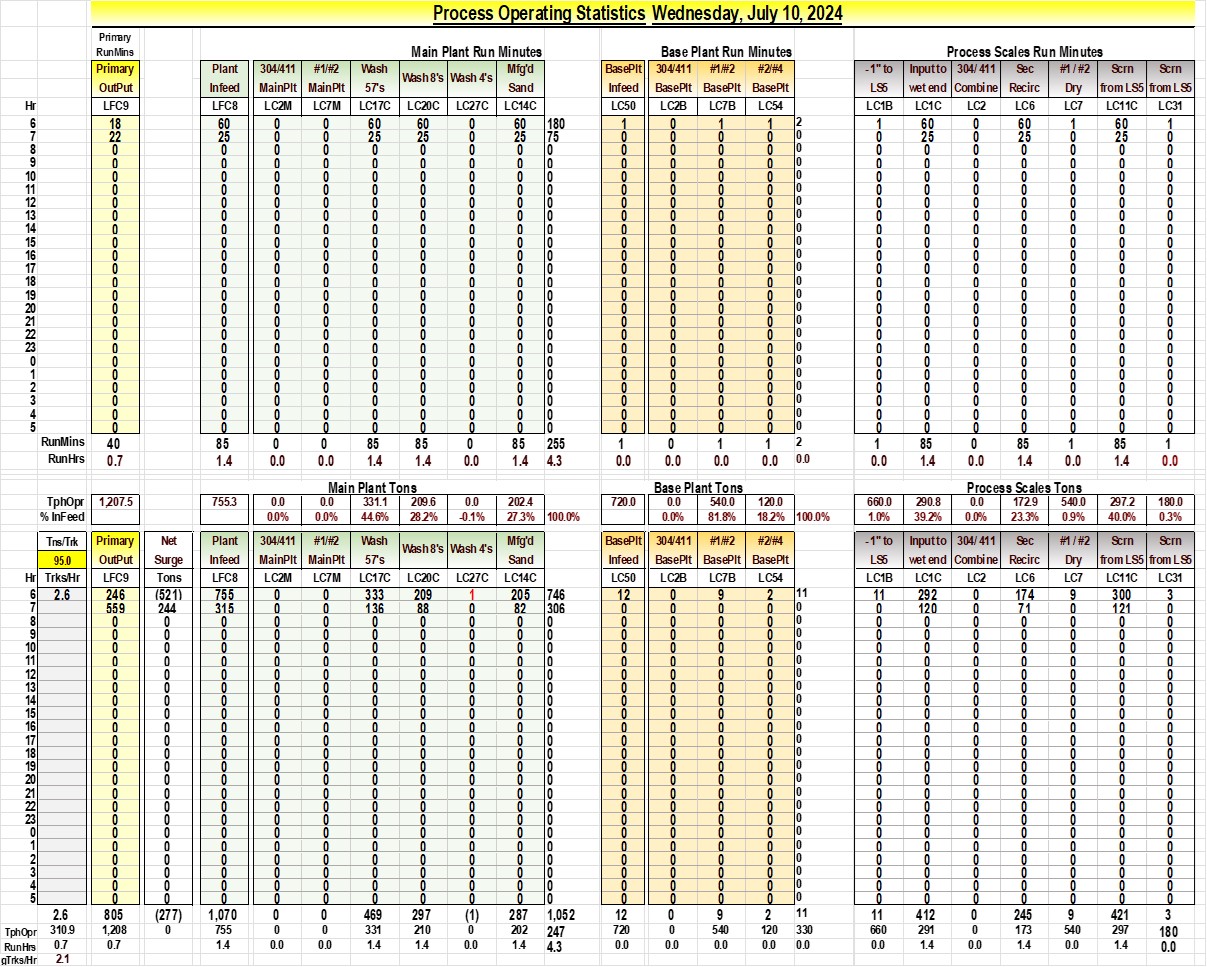 Process Operating Statistics Wednesday, July 10, 2024
Primary
RunMins Main Plant Run Minutes Base Plant Run Minutes Process Scales Run Minutes
Primary Plant 304/411 #1/#2 Wash Wash 8's Wash 4's Mfg'd BasePlt 304/411 #1/#2 #2/#4 -1" to Input to 304/ 411 Sec #1 / #2 Scrn Scrn
OutPut Infeed MainPlt MainPlt 57's Sand Infeed BasePlt BasePlt BasePlt LS5 wet end Combine Recirc Dry from LS5 from LS5
Hr LFC9 LFC8 LC2M LC7M LC17C LC20C LC27C LC14C LC50 LC2B LC7B LC54 LC1B LC1C LC2 LC6 LC7 LC11C LC31
6 18 60 0 0 60 60 0 60 180 1 0 1 1 2 1 60 0 60 1 60 1
7 22 25 0 0 25 25 0 25 75 0 0 0 0 0 0 25 0 25 0 25 0
8 0 0 0 0 0 0 0 0 0 0 0 0 0 0 0 0 0 0 0 0 0
9 0 0 0 0 0 0 0 0 0 0 0 0 0 0 0 0 0 0 0 0 0
10 0 0 0 0 0 0 0 0 0 0 0 0 0 0 0 0 0 0 0 0 0
11 0 0 0 0 0 0 0 0 0 0 0 0 0 0 0 0 0 0 0 0 0
12 0 0 0 0 0 0 0 0 0 0 0 0 0 0 0 0 0 0 0 0 0
13 0 0 0 0 0 0 0 0 0 0 0 0 0 0 0 0 0 0 0 0 0
14 0 0 0 0 0 0 0 0 0 0 0 0 0 0 0 0 0 0 0 0 0
15 0 0 0 0 0 0 0 0 0 0 0 0 0 0 0 0 0 0 0 0 0
16 0 0 0 0 0 0 0 0 0 0 0 0 0 0 0 0 0 0 0 0 0
17 0 0 0 0 0 0 0 0 0 0 0 0 0 0 0 0 0 0 0 0 0
18 0 0 0 0 0 0 0 0 0 0 0 0 0 0 0 0 0 0 0 0 0
19 0 0 0 0 0 0 0 0 0 0 0 0 0 0 0 0 0 0 0 0 0
20 0 0 0 0 0 0 0 0 0 0 0 0 0 0 0 0 0 0 0 0 0
21 0 0 0 0 0 0 0 0 0 0 0 0 0 0 0 0 0 0 0 0 0
22 0 0 0 0 0 0 0 0 0 0 0 0 0 0 0 0 0 0 0 0 0
23 0 0 0 0 0 0 0 0 0 0 0 0 0 0 0 0 0 0 0 0 0
0 0 0 0 0 0 0 0 0 0 0 0 0 0 0 0 0 0 0 0 0 0
1 0 0 0 0 0 0 0 0 0 0 0 0 0 0 0 0 0 0 0 0 0
2 0 0 0 0 0 0 0 0 0 0 0 0 0 0 0 0 0 0 0 0 0
3 0 0 0 0 0 0 0 0 0 0 0 0 0 0 0 0 0 0 0 0 0
4 0 0 0 0 0 0 0 0 0 0 0 0 0 0 0 0 0 0 0 0 0
5 0 0 0 0 0 0 0 0 0 0 0 0 0 0 0 0 0 0 0 0 0
RunMins 40 85 0 0 85 85 0 85 255 1 0 1 1 2 1 85 0 85 1 85 1
RunHrs 0.7 1.4 0.0 0.0 1.4 1.4 0.0 1.4 4.3 0.0 0.0 0.0 0.0 0.0 0.0 1.4 0.0 1.4 0.0 1.4 0.0
Main Plant Tons Base Plant Tons Process Scales Tons
TphOpr 1,207.5 755.3 0.0 0.0 331.1 209.6 0.0 202.4 720.0 0.0 540.0 120.0 660.0 290.8 0.0 172.9 540.0 297.2 180.0
% InFeed 0.0% 0.0% 44.6% 28.2% -0.1% 27.3% 100.0% 0.0% 81.8% 18.2% 100.0% 1.0% 39.2% 0.0% 23.3% 0.9% 40.0% 0.3%
Tns/Trk Primary Net Plant 304/411 #1/#2 Wash Wash 8's Wash 4's Mfg'd BasePlt 304/411 #1/#2 #2/#4 -1" to Input to 304/ 411 Sec #1 / #2 Scrn Scrn
95.0 OutPut Surge Infeed MainPlt MainPlt 57's Sand Infeed BasePlt BasePlt BasePlt LS5 wet end Combine Recirc Dry from LS5 from LS5
Hr Trks/Hr LFC9 Tons LFC8 LC2M LC7M LC17C LC20C LC27C LC14C LC50 LC2B LC7B LC54 LC1B LC1C LC2 LC6 LC7 LC11C LC31
6 2.6 246 (521) 755 0 0 333 209 1 205 746 12 0 9 2 11 11 292 0 174 9 300 3
7 559 244 315 0 0 136 88 0 82 306 0 0 0 0 0 0 120 0 71 0 121 0
8 0 0 0 0 0 0 0 0 0 0 0 0 0 0 0 0 0 0 0 0 0 0
9 0 0 0 0 0 0 0 0 0 0 0 0 0 0 0 0 0 0 0 0 0 0
10 0 0 0 0 0 0 0 0 0 0 0 0 0 0 0 0 0 0 0 0 0 0
11 0 0 0 0 0 0 0 0 0 0 0 0 0 0 0 0 0 0 0 0 0 0
12 0 0 0 0 0 0 0 0 0 0 0 0 0 0 0 0 0 0 0 0 0 0
13 0 0 0 0 0 0 0 0 0 0 0 0 0 0 0 0 0 0 0 0 0 0
14 0 0 0 0 0 0 0 0 0 0 0 0 0 0 0 0 0 0 0 0 0 0
15 0 0 0 0 0 0 0 0 0 0 0 0 0 0 0 0 0 0 0 0 0 0
16 0 0 0 0 0 0 0 0 0 0 0 0 0 0 0 0 0 0 0 0 0 0
17 0 0 0 0 0 0 0 0 0 0 0 0 0 0 0 0 0 0 0 0 0 0
18 0 0 0 0 0 0 0 0 0 0 0 0 0 0 0 0 0 0 0 0 0 0
19 0 0 0 0 0 0 0 0 0 0 0 0 0 0 0 0 0 0 0 0 0 0
20 0 0 0 0 0 0 0 0 0 0 0 0 0 0 0 0 0 0 0 0 0 0
21 0 0 0 0 0 0 0 0 0 0 0 0 0 0 0 0 0 0 0 0 0 0
22 0 0 0 0 0 0 0 0 0 0 0 0 0 0 0 0 0 0 0 0 0 0
23 0 0 0 0 0 0 0 0 0 0 0 0 0 0 0 0 0 0 0 0 0 0
0 0 0 0 0 0 0 0 0 0 0 0 0 0 0 0 0 0 0 0 0 0 0
1 0 0 0 0 0 0 0 0 0 0 0 0 0 0 0 0 0 0 0 0 0 0
2 0 0 0 0 0 0 0 0 0 0 0 0 0 0 0 0 0 0 0 0 0 0
3 0 0 0 0 0 0 0 0 0 0 0 0 0 0 0 0 0 0 0 0 0 0
4 0 0 0 0 0 0 0 0 0 0 0 0 0 0 0 0 0 0 0 0 0 0
5 0 0 0 0 0 0 0 0 0 0 0 0 0 0 0 0 0 0 0 0 0 0
2.6 805 (277) 1,070 0 0 469 297 (1) 287 1,052 12 0 9 2 11 11 412 0 245 9 421 3
TphOpr 310.9 1,208 0 755 0 0 331 210 0 202 247 720 0 540 120 330 660 291 0 173 540 297 180
RunHrs 0.7 0.7 1.4 0.0 0.0 1.4 1.4 0.0 1.4 4.3 0.0 0.0 0.0 0.0 0.0 0.0 1.4 0.0 1.4 0.0 1.4 0.0
gTrks/Hr 2.1